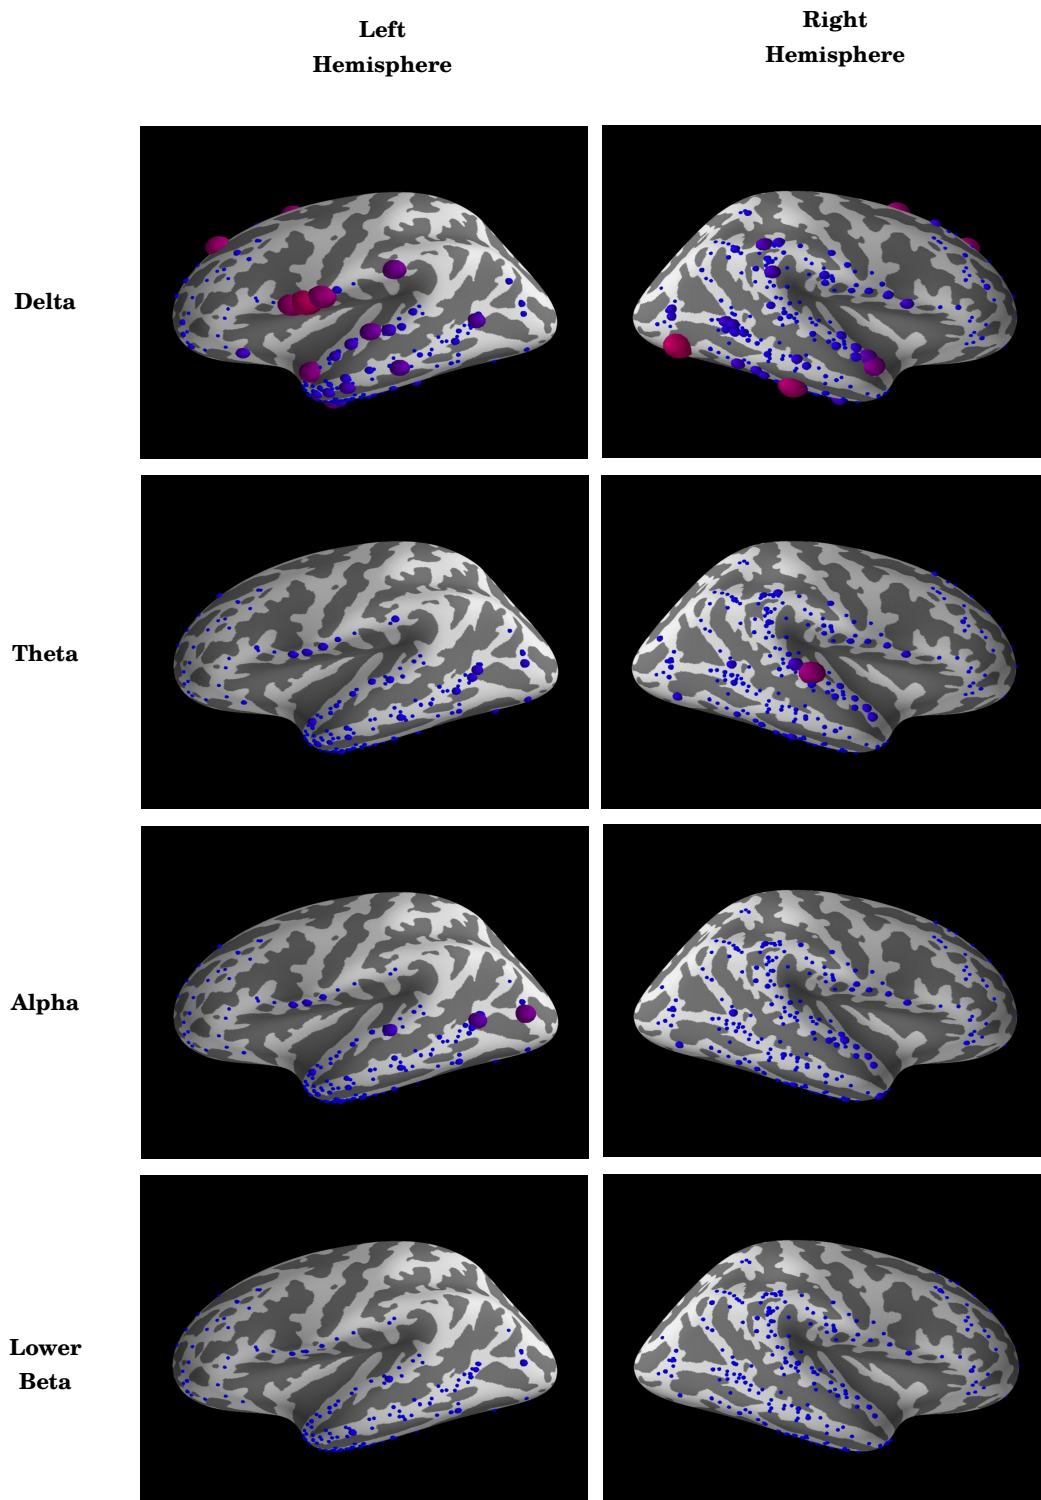 Left
Hemisphere
Right
Hemisphere
Delta
Theta
Alpha
Lower
Beta